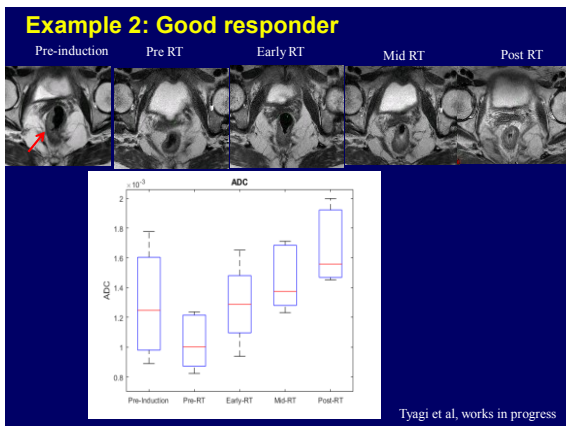 Example 2: Good responder
Pre-induction
Pre RT
Early RT
Mid RT
Post RT
×10-3
ADC
2
1.8
1.6
1.4
1.2
1
0.8
ADC
Pre-Induction
Pre-RT
Early-RT
Mid-RT
Post-RT
Tyagi et al, works in progress